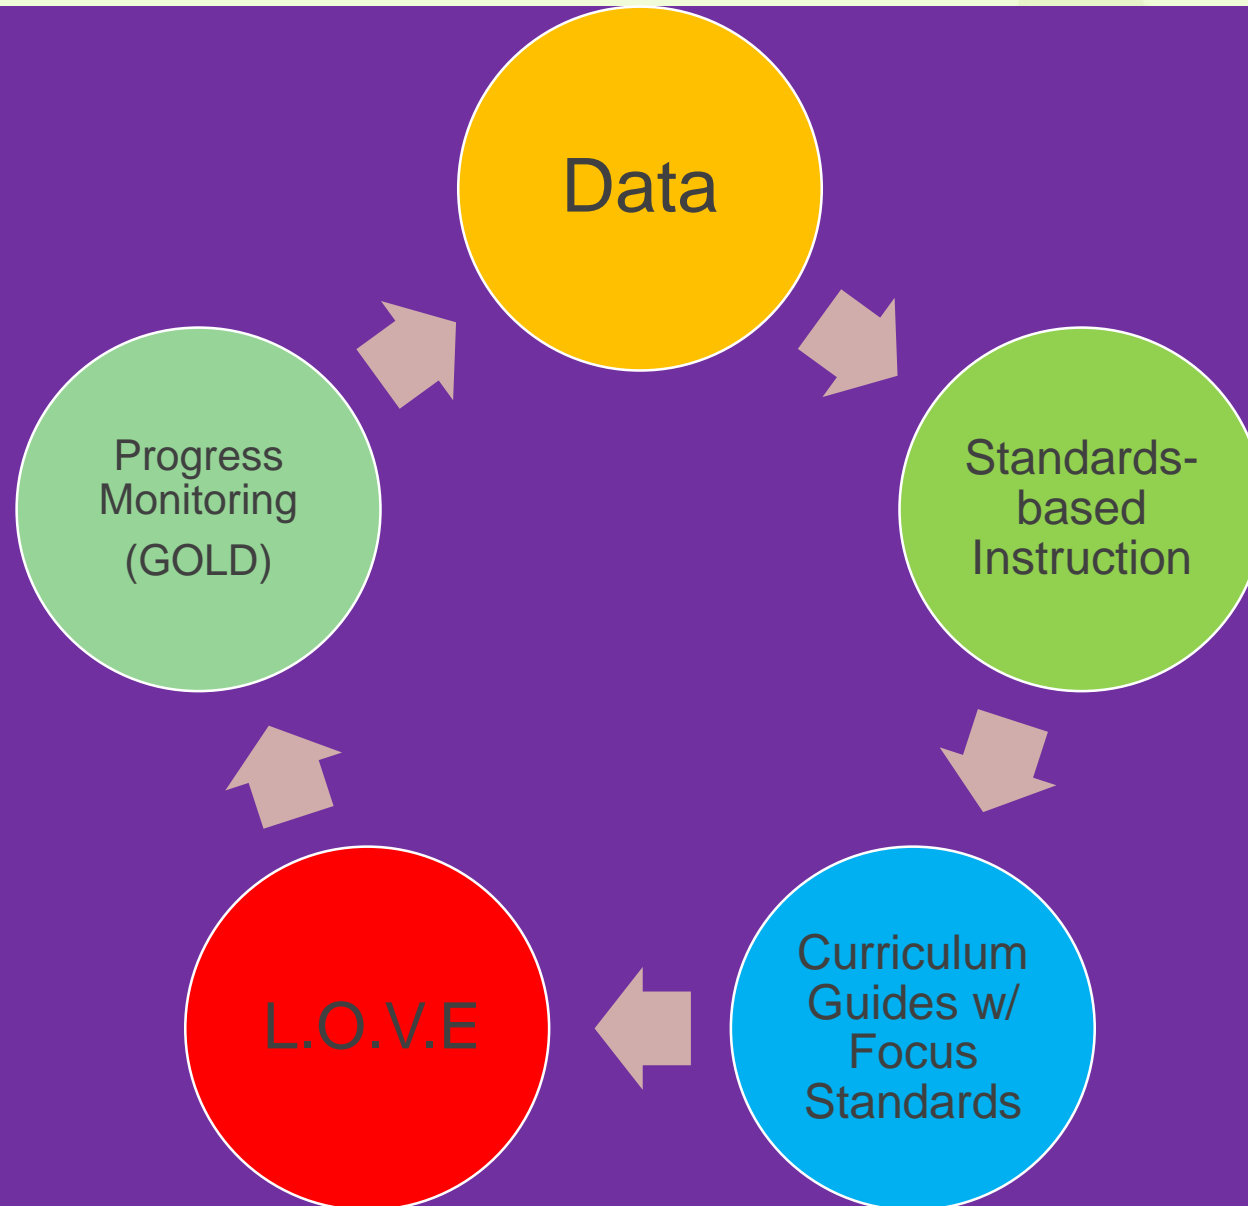 Data
Standards-
based
Instruction
Curriculum
Guides w/
Focus
Standards
L.O.V.E
Progress
Monitoring
(GOLD)